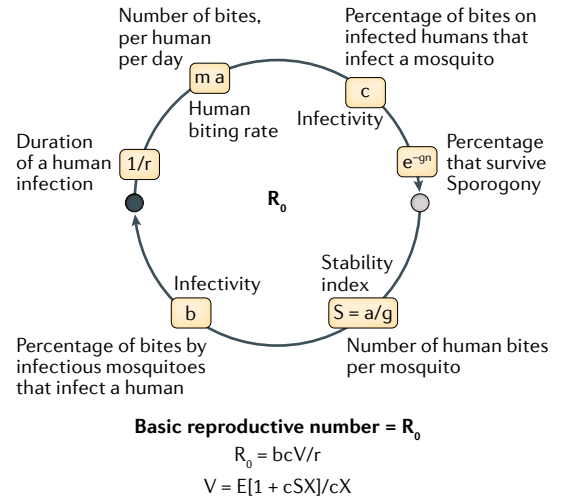 Number of bites,
per human
per day
m a
Human
biting rate
Percentage of bites on
infected humans that
infect a mosquito
c
Infectivity
Duration
of a human
infection
1/r
e⁻ᵍⁿ
Percentage
that survive
Sporogony
R₀
Infectivity
b
Percentage of bites by
infectious mosquitoes
that infect a human
Stability
index
S = a/g
Number of human bites
per mosquito
Basic reproductive number = R₀
R₀ = bcV/r
V = E[1 + cSX]/cX